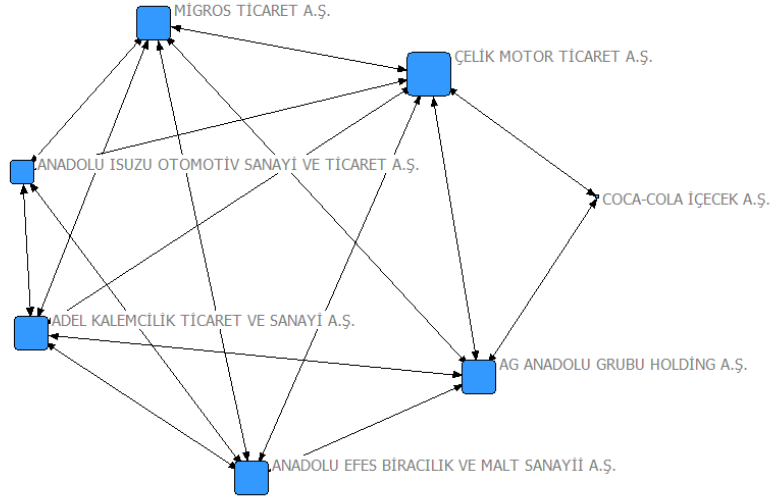 MİGROS TİCARET A.Ş.
ÇELİK MOTOR TİCARET A.Ş.
ANADOLU ISUZU OTOMOTİV SANAYİ VE TİCARET A.Ş.
COCA-COLA İÇECEK A.Ş.
ADEL KALEMCİLİK TİCARET VE SANAYİ A.Ş.
AG ANADOLU GRUBU HOLDİNG A.Ş.
ANADOLU EFES BİRACILIK VE MALT SANAYİİ A.Ş.